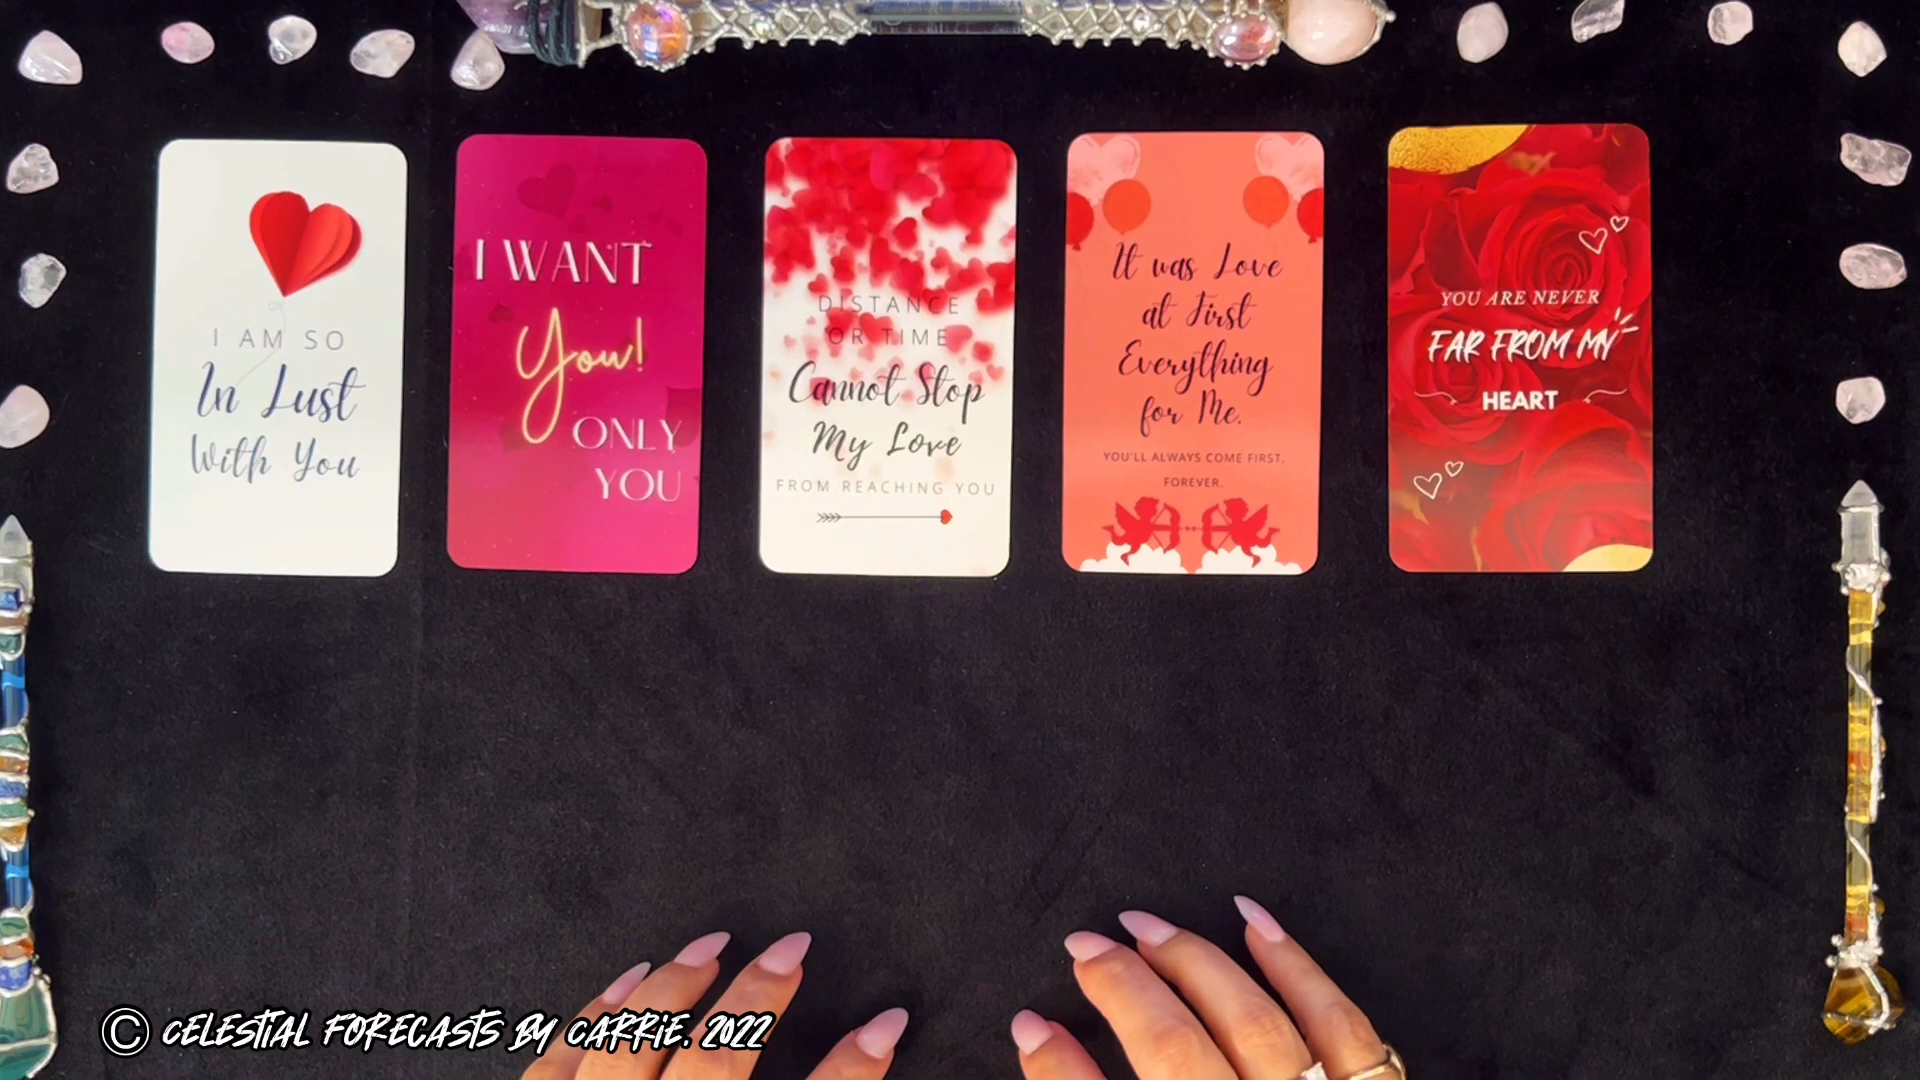 I AM SO
In Lust
With You
I WANT
You!
ONLY
YOU
DISTANCE
OR TIME
Cannot Stop
My Love
FROM REACHING YOU
It was Love
at First
Everything
for Me.
YOU'LL ALWAYS COME FIRST.
FOREVER.
YOU ARE NEVER
FAR FROM MY
HEART
© CELESTIAL FORECASTS BY CARRIE. 2022